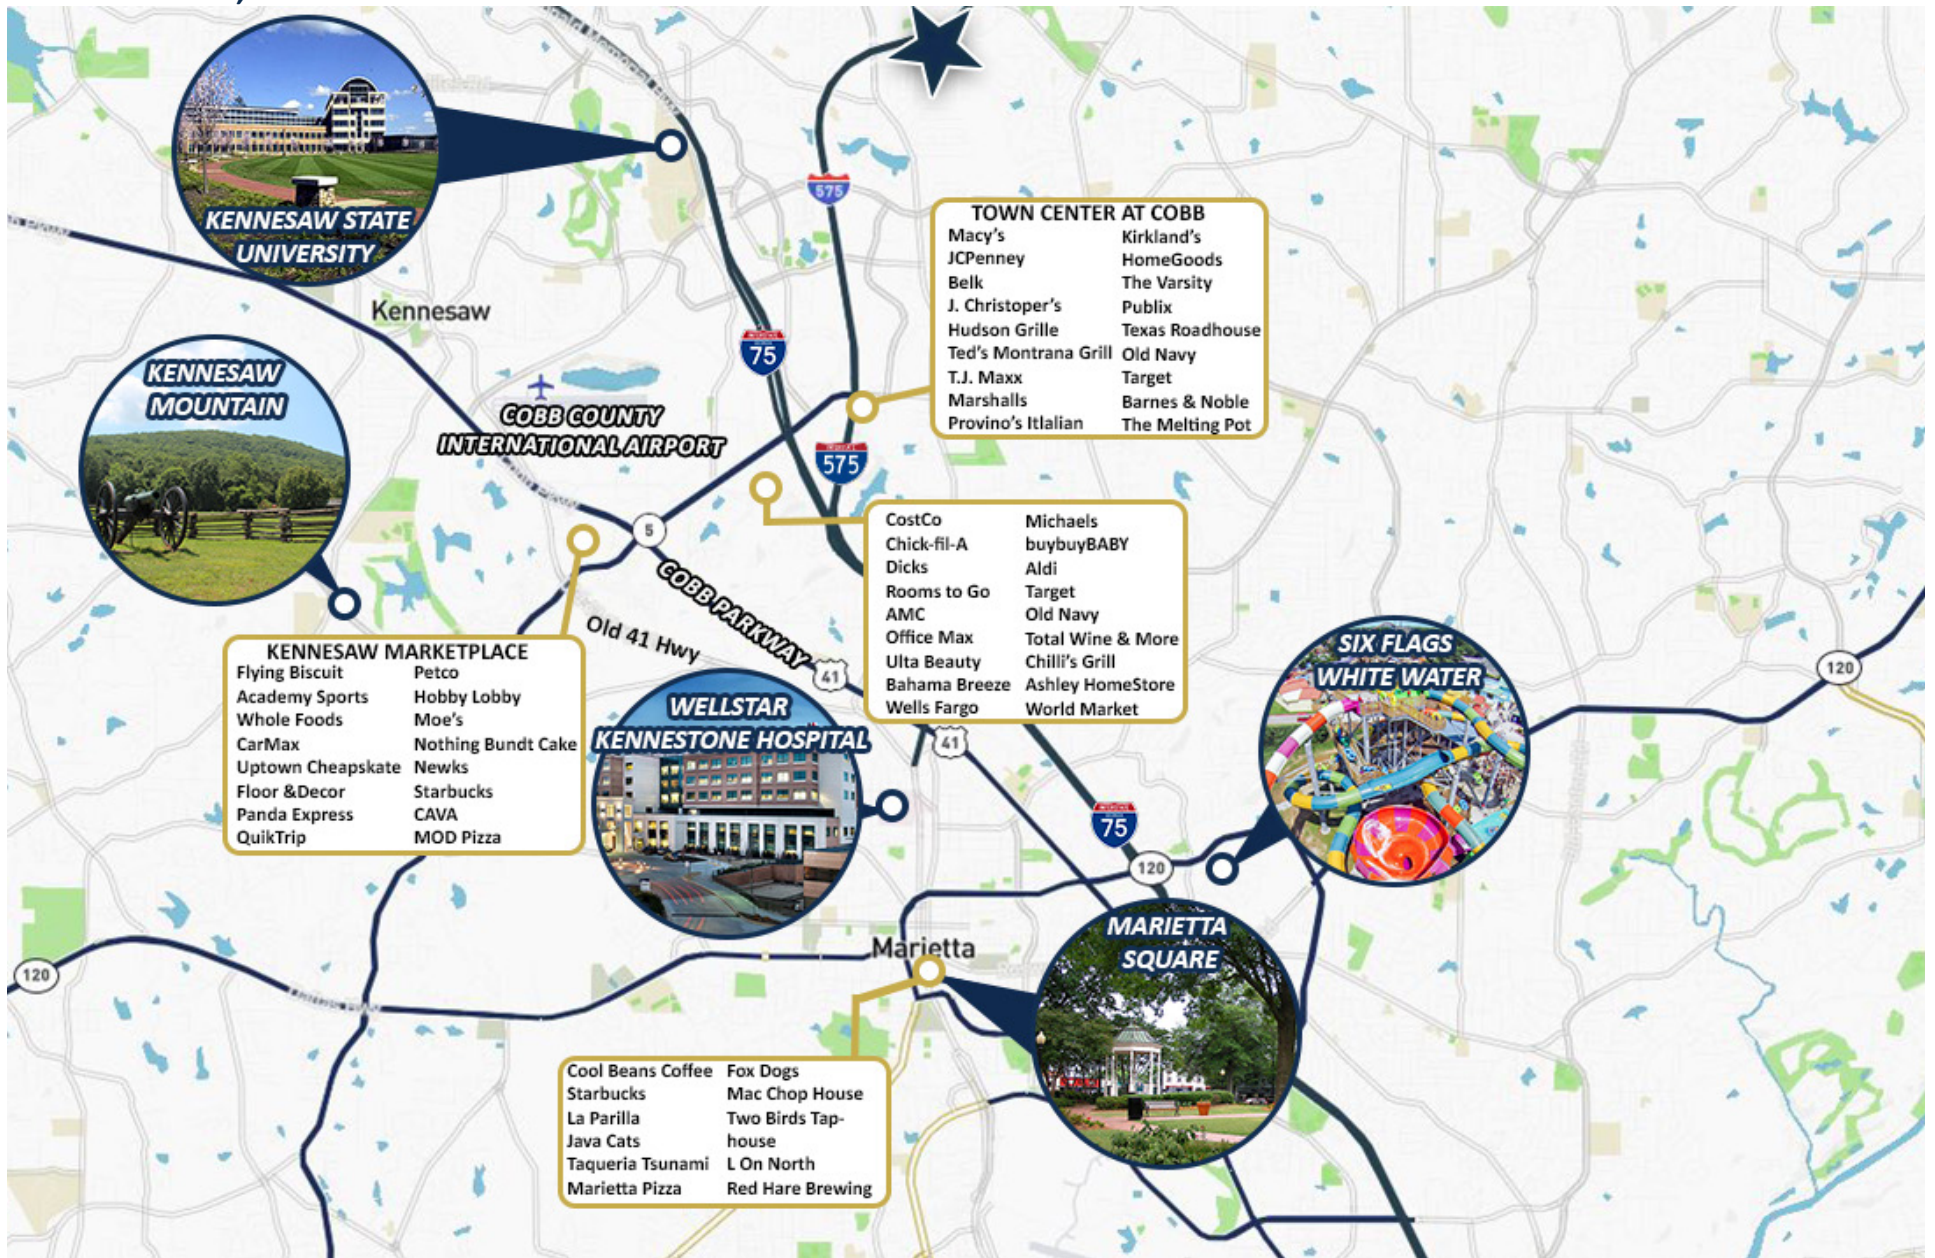 KENNESAW STATE
UNIVERSITY
575
TOWN CENTER AT COBB
Macy's
JCPenney
Belk
J. Christoper's
Hudson Grille
Ted's Montrana Grill
T.J. Maxx
Marshalls
Provino's Itlalian
Kirkland's
HomeGoods
The Varsity
Publix
Texas Roadhouse
Old Navy
Target
Barnes & Noble
The Melting Pot
Kennesaw
75
KENNESAW
MOUNTAIN
COBB COUNTY
INTERNATIONAL AIRPORT
575
5
COBB PARKWAY
Old 41 Hwy
41
CostCo
Chick-fil-A
Dicks
Rooms to Go
AMC
Office Max
Ulta Beauty
Bahama Breeze
Wells Fargo
Michaels
buybuyBABY
Aldi
Target
Old Navy
Total Wine & More
Chilli's Grill
Ashley HomeStore
World Market
KENNESAW MARKETPLACE
Flying Biscuit
Academy Sports
Whole Foods
CarMax
Uptown Cheapskate
Floor &Decor
Panda Express
QuikTrip
Petco
Hobby Lobby
Moe's
Nothing Bundt Cake
Newks
Starbucks
CAVA
MOD Pizza
WELLSTAR
KENNESTONE HOSPITAL
41
SIX FLAGS
WHITE WATER
120
75
120
MARIETTA
SQUARE
Marietta
120
Dallas Hwy
Cool Beans Coffee
Starbucks
La Parilla
Java Cats
Taqueria Tsunami
Marietta Pizza
Fox Dogs
Mac Chop House
Two Birds Tap-
house
L On North
Red Hare Brewing